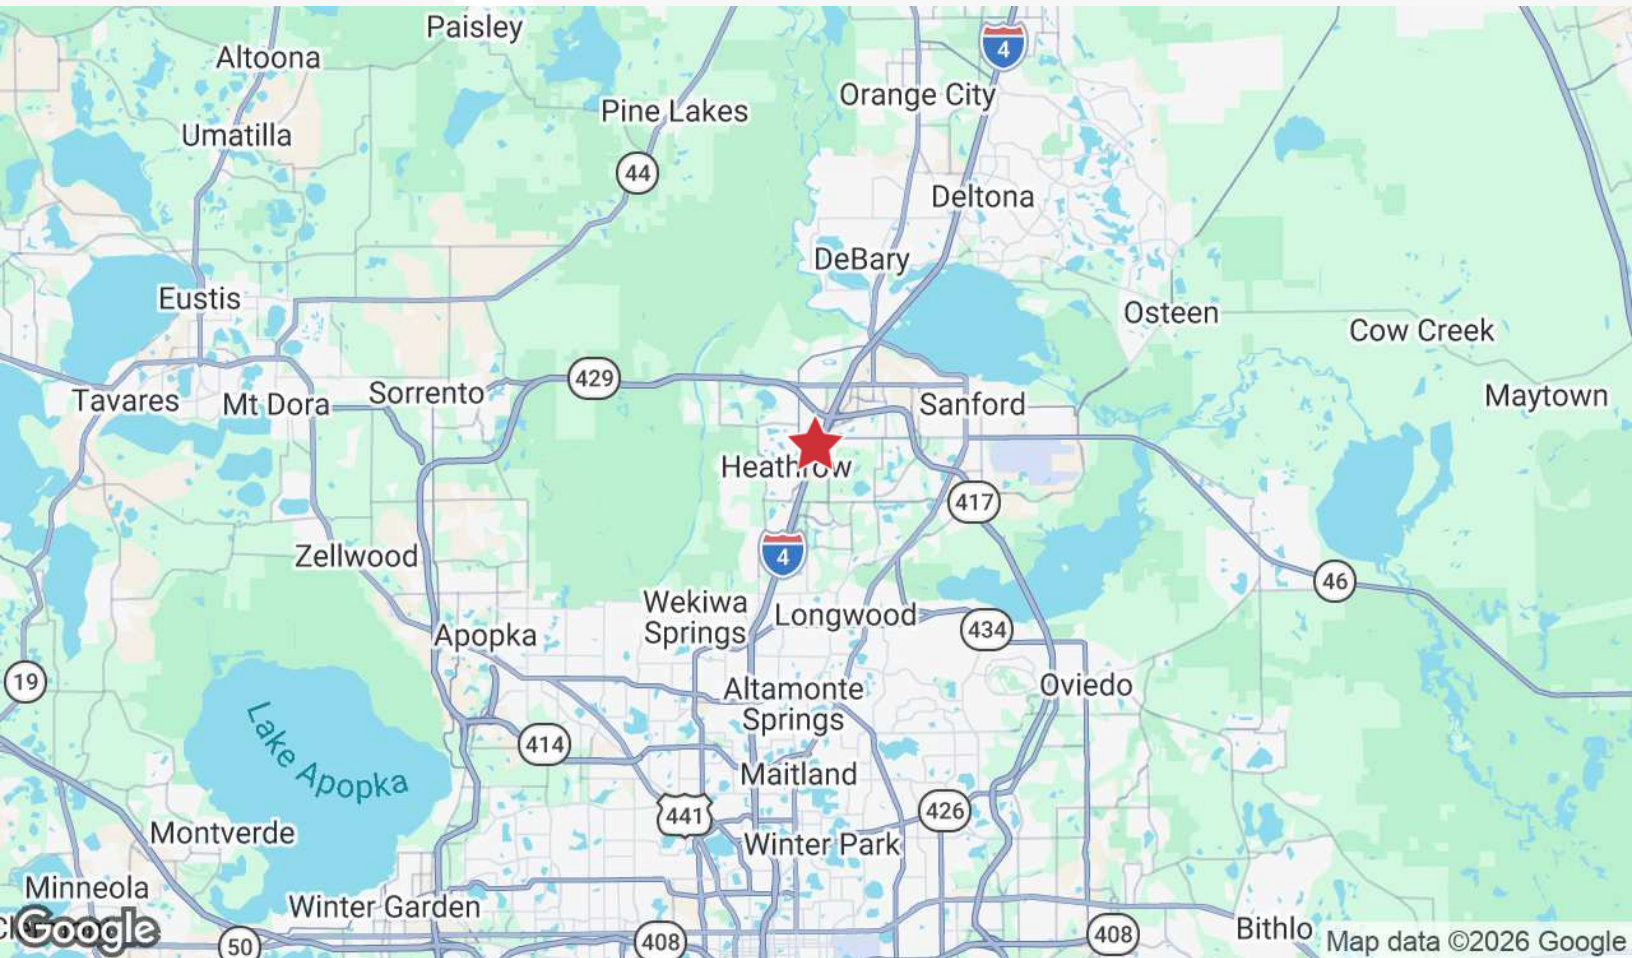 Paisley
Altoona
4
Orange City
Pine Lakes
Umatilla
44
Deltona
DeBary
Eustis
Osteen
Cow Creek
429
Sorrento
Tavares
Mt Dora
Sanford
Maytown
Heathrow
417
4
Zellwood
46
Wekiwa
Springs
Longwood
434
Apopka
19
Oviedo
Altamonte
Springs
Lake Apopka
414
Maitland
441
426
Montverde
Winter Park
Minneola
Winter Garden
Google
50
408
408
Bithlo
Map data ©2026 Google